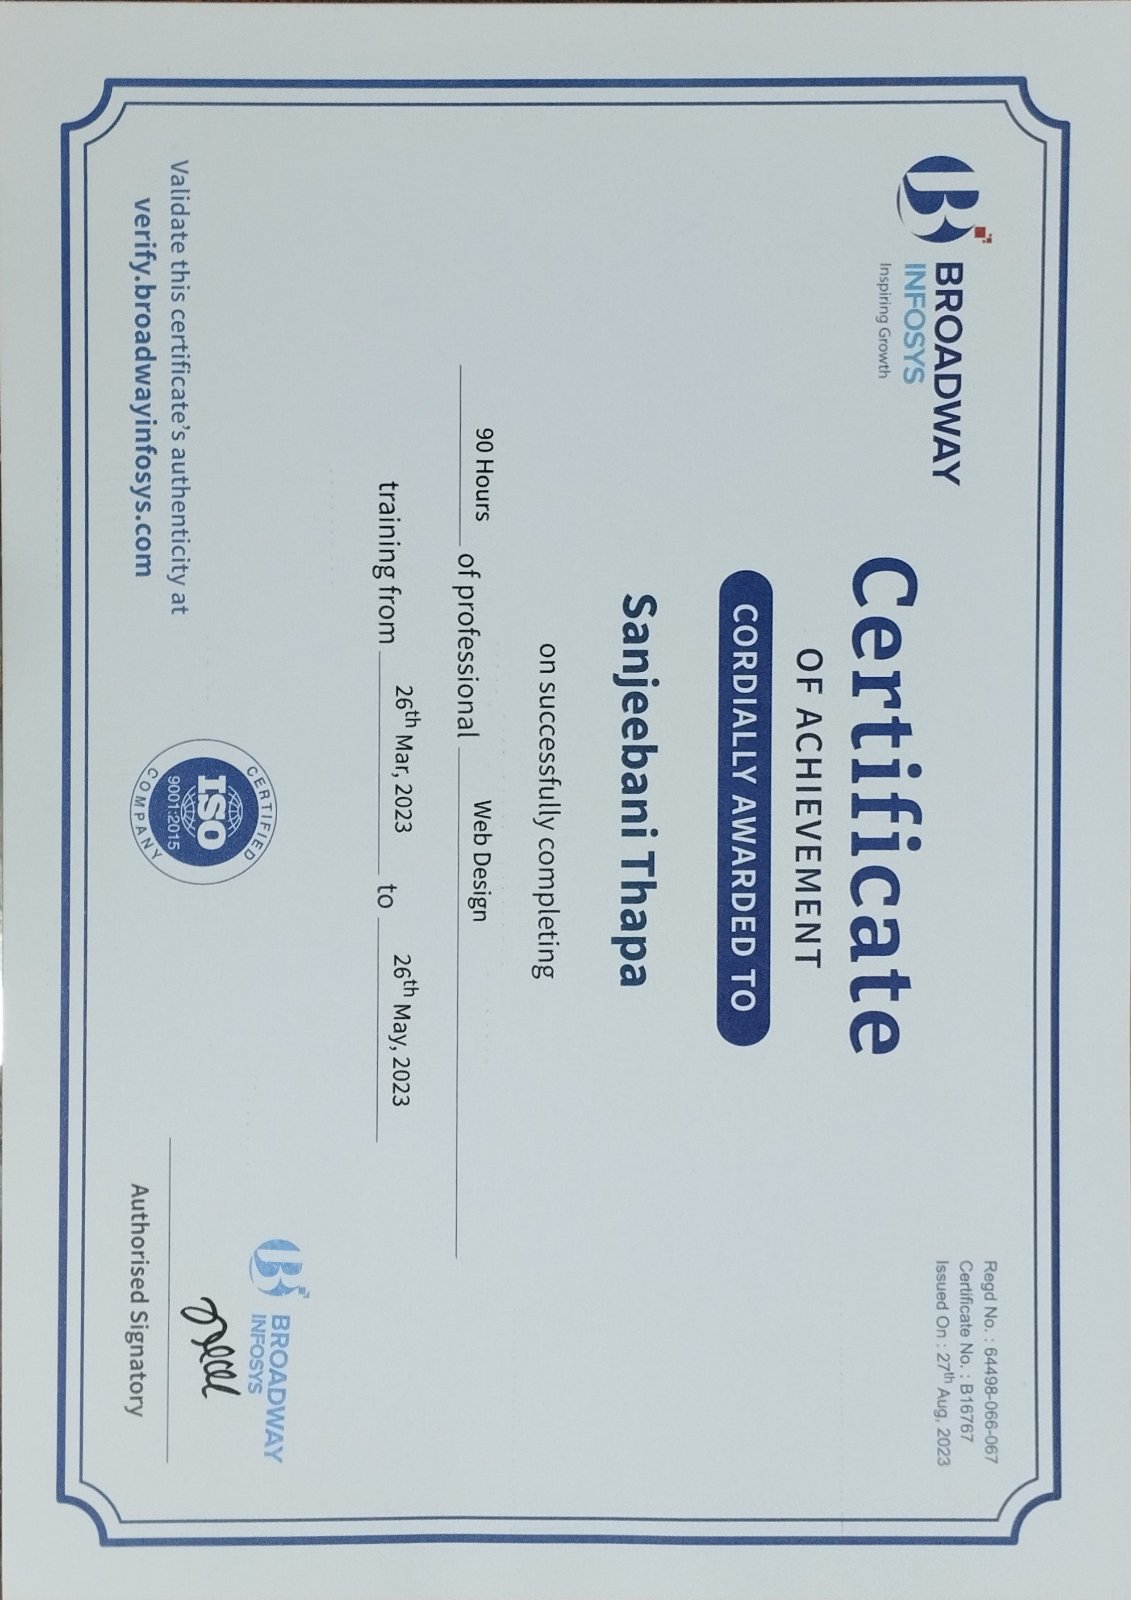 BROADWAY
INFOSYS
Inspiring Growth
Regd No. : 64498-066-067
Certificate No. : B16767
Issued On : 27th Aug, 2023
Certificate
OF ACHIEVEMENT
CORDIALLY AWARDED TO
Sanjeebani Thapa
on successfully completing
90 Hours of professional Web Design
training from 26th Mar, 2023 to 26th May, 2023
Validate this certificate's authenticity at
verify.broadwayinfosys.com
CERTIFIED
ISO
9001:2015
COMPANY
BROADWAY
INFOSYS
Authorised Signatory